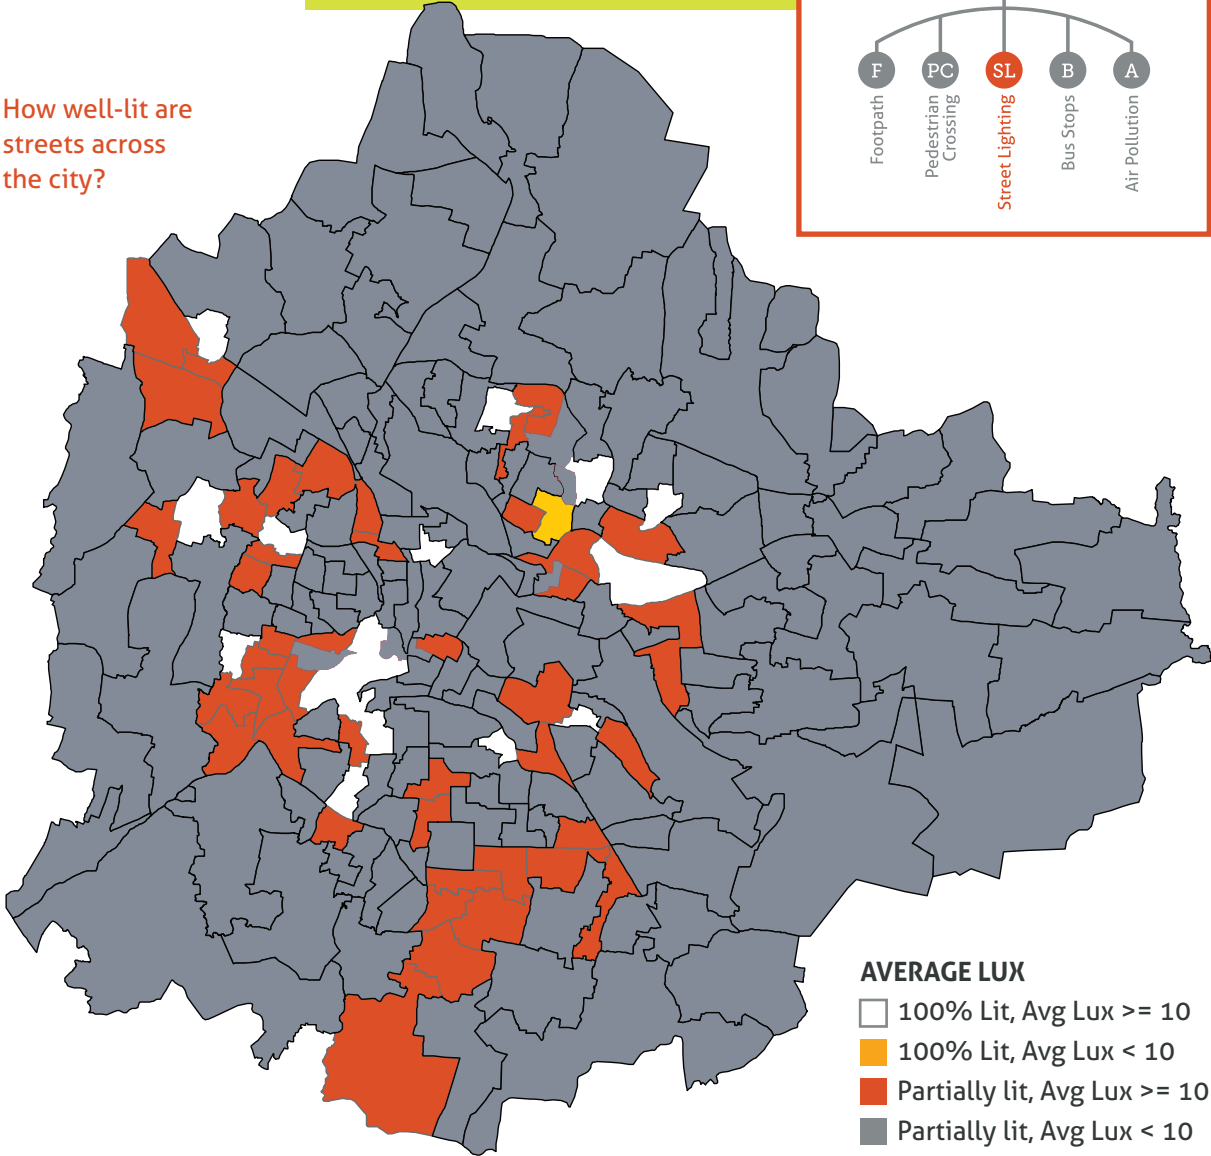 How well-lit are
streets across
the city?
F
PC
SL
B
A
Footpath
Pedestrian
Crossing
Street Lighting
Bus Stops
Air Pollution
AVERAGE LUX
100% Lit, Avg Lux >= 10
100% Lit, Avg Lux < 10
Partially lit, Avg Lux >= 10
Partially lit, Avg Lux < 10